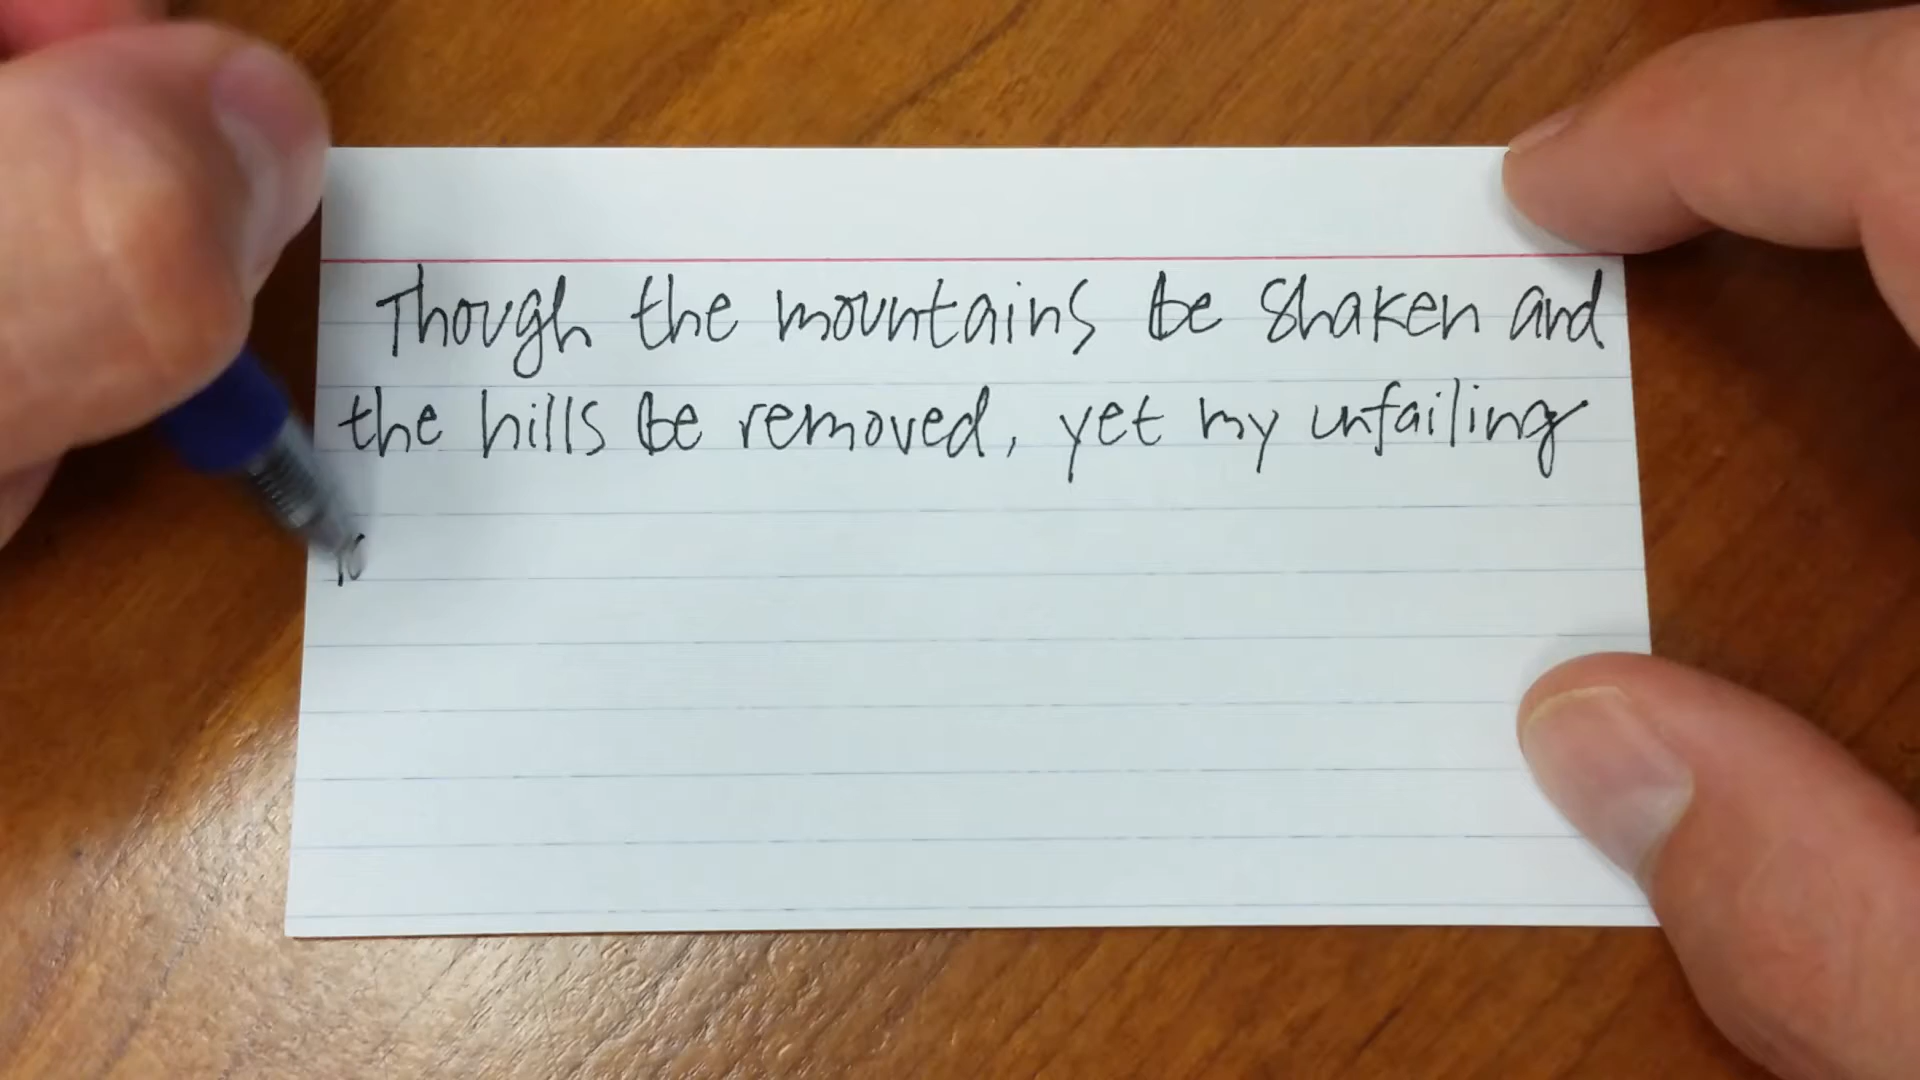 Though the mountains be shaken and
the hills be removed, yet my unfailing